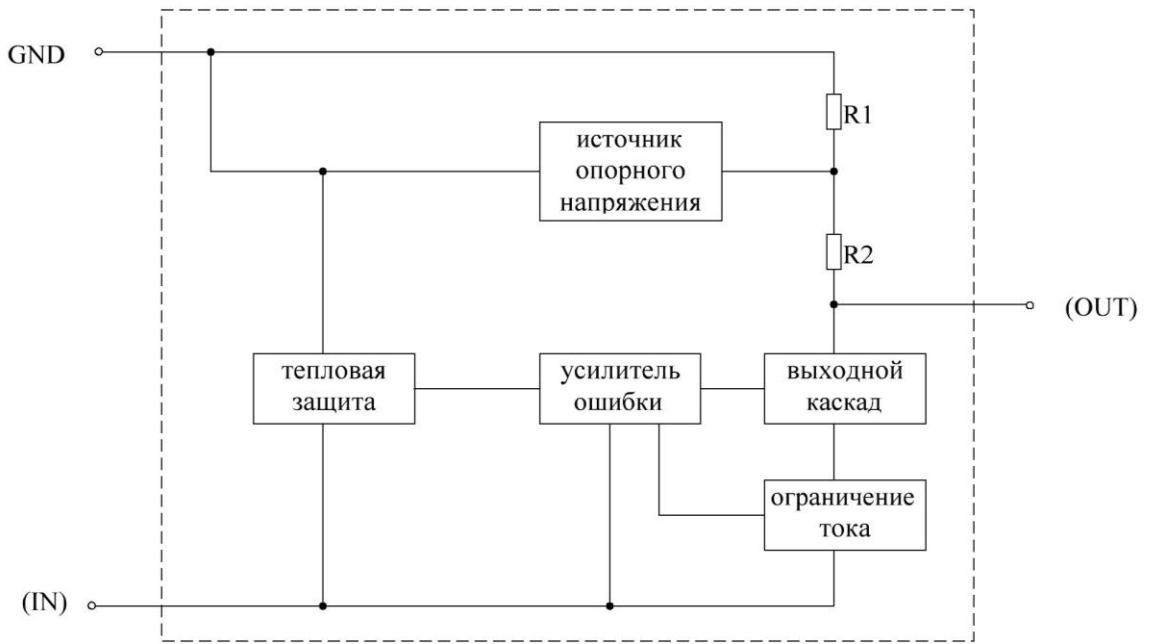 GND
R1
источник
опорного
напряжения
R2
(OUT)
тепловая
защита
усилитель
ошибки
выходной
каскад
ограничение
тока
(IN)